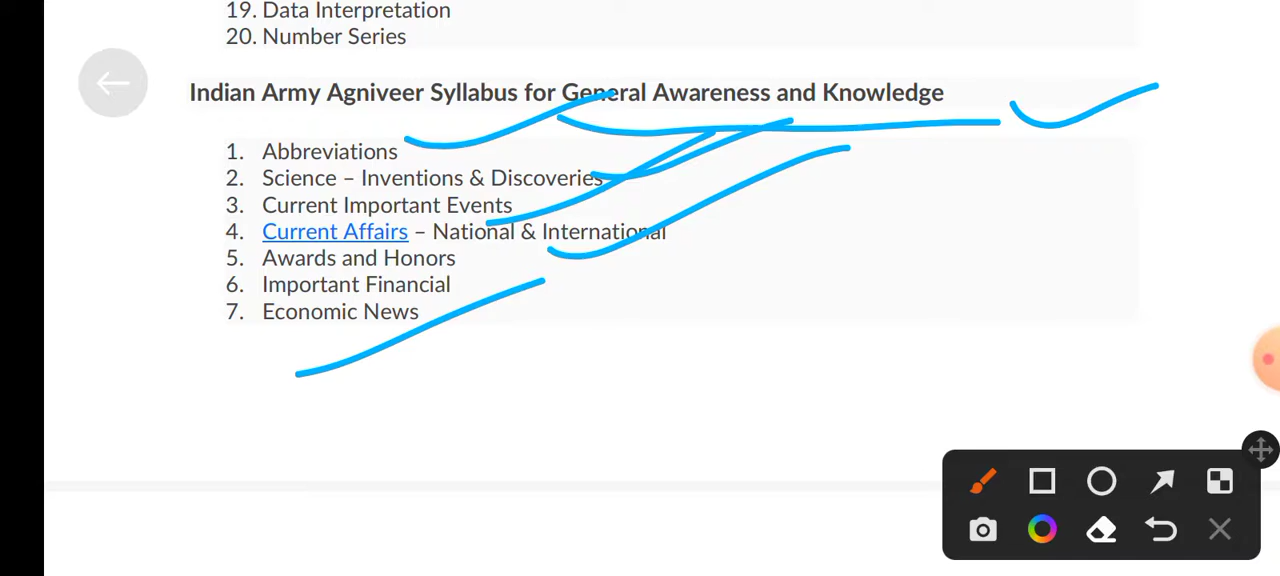 19. Data Interpretation
20. Number Series
Indian Army Agniveer Syllabus for General Awareness and Knowledge
1. Abbreviations
2. Science – Inventions & Discoveries
3. Current Important Events
4. Current Affairs – National & International
5. Awards and Honors
6. Important Financial
7. Economic News